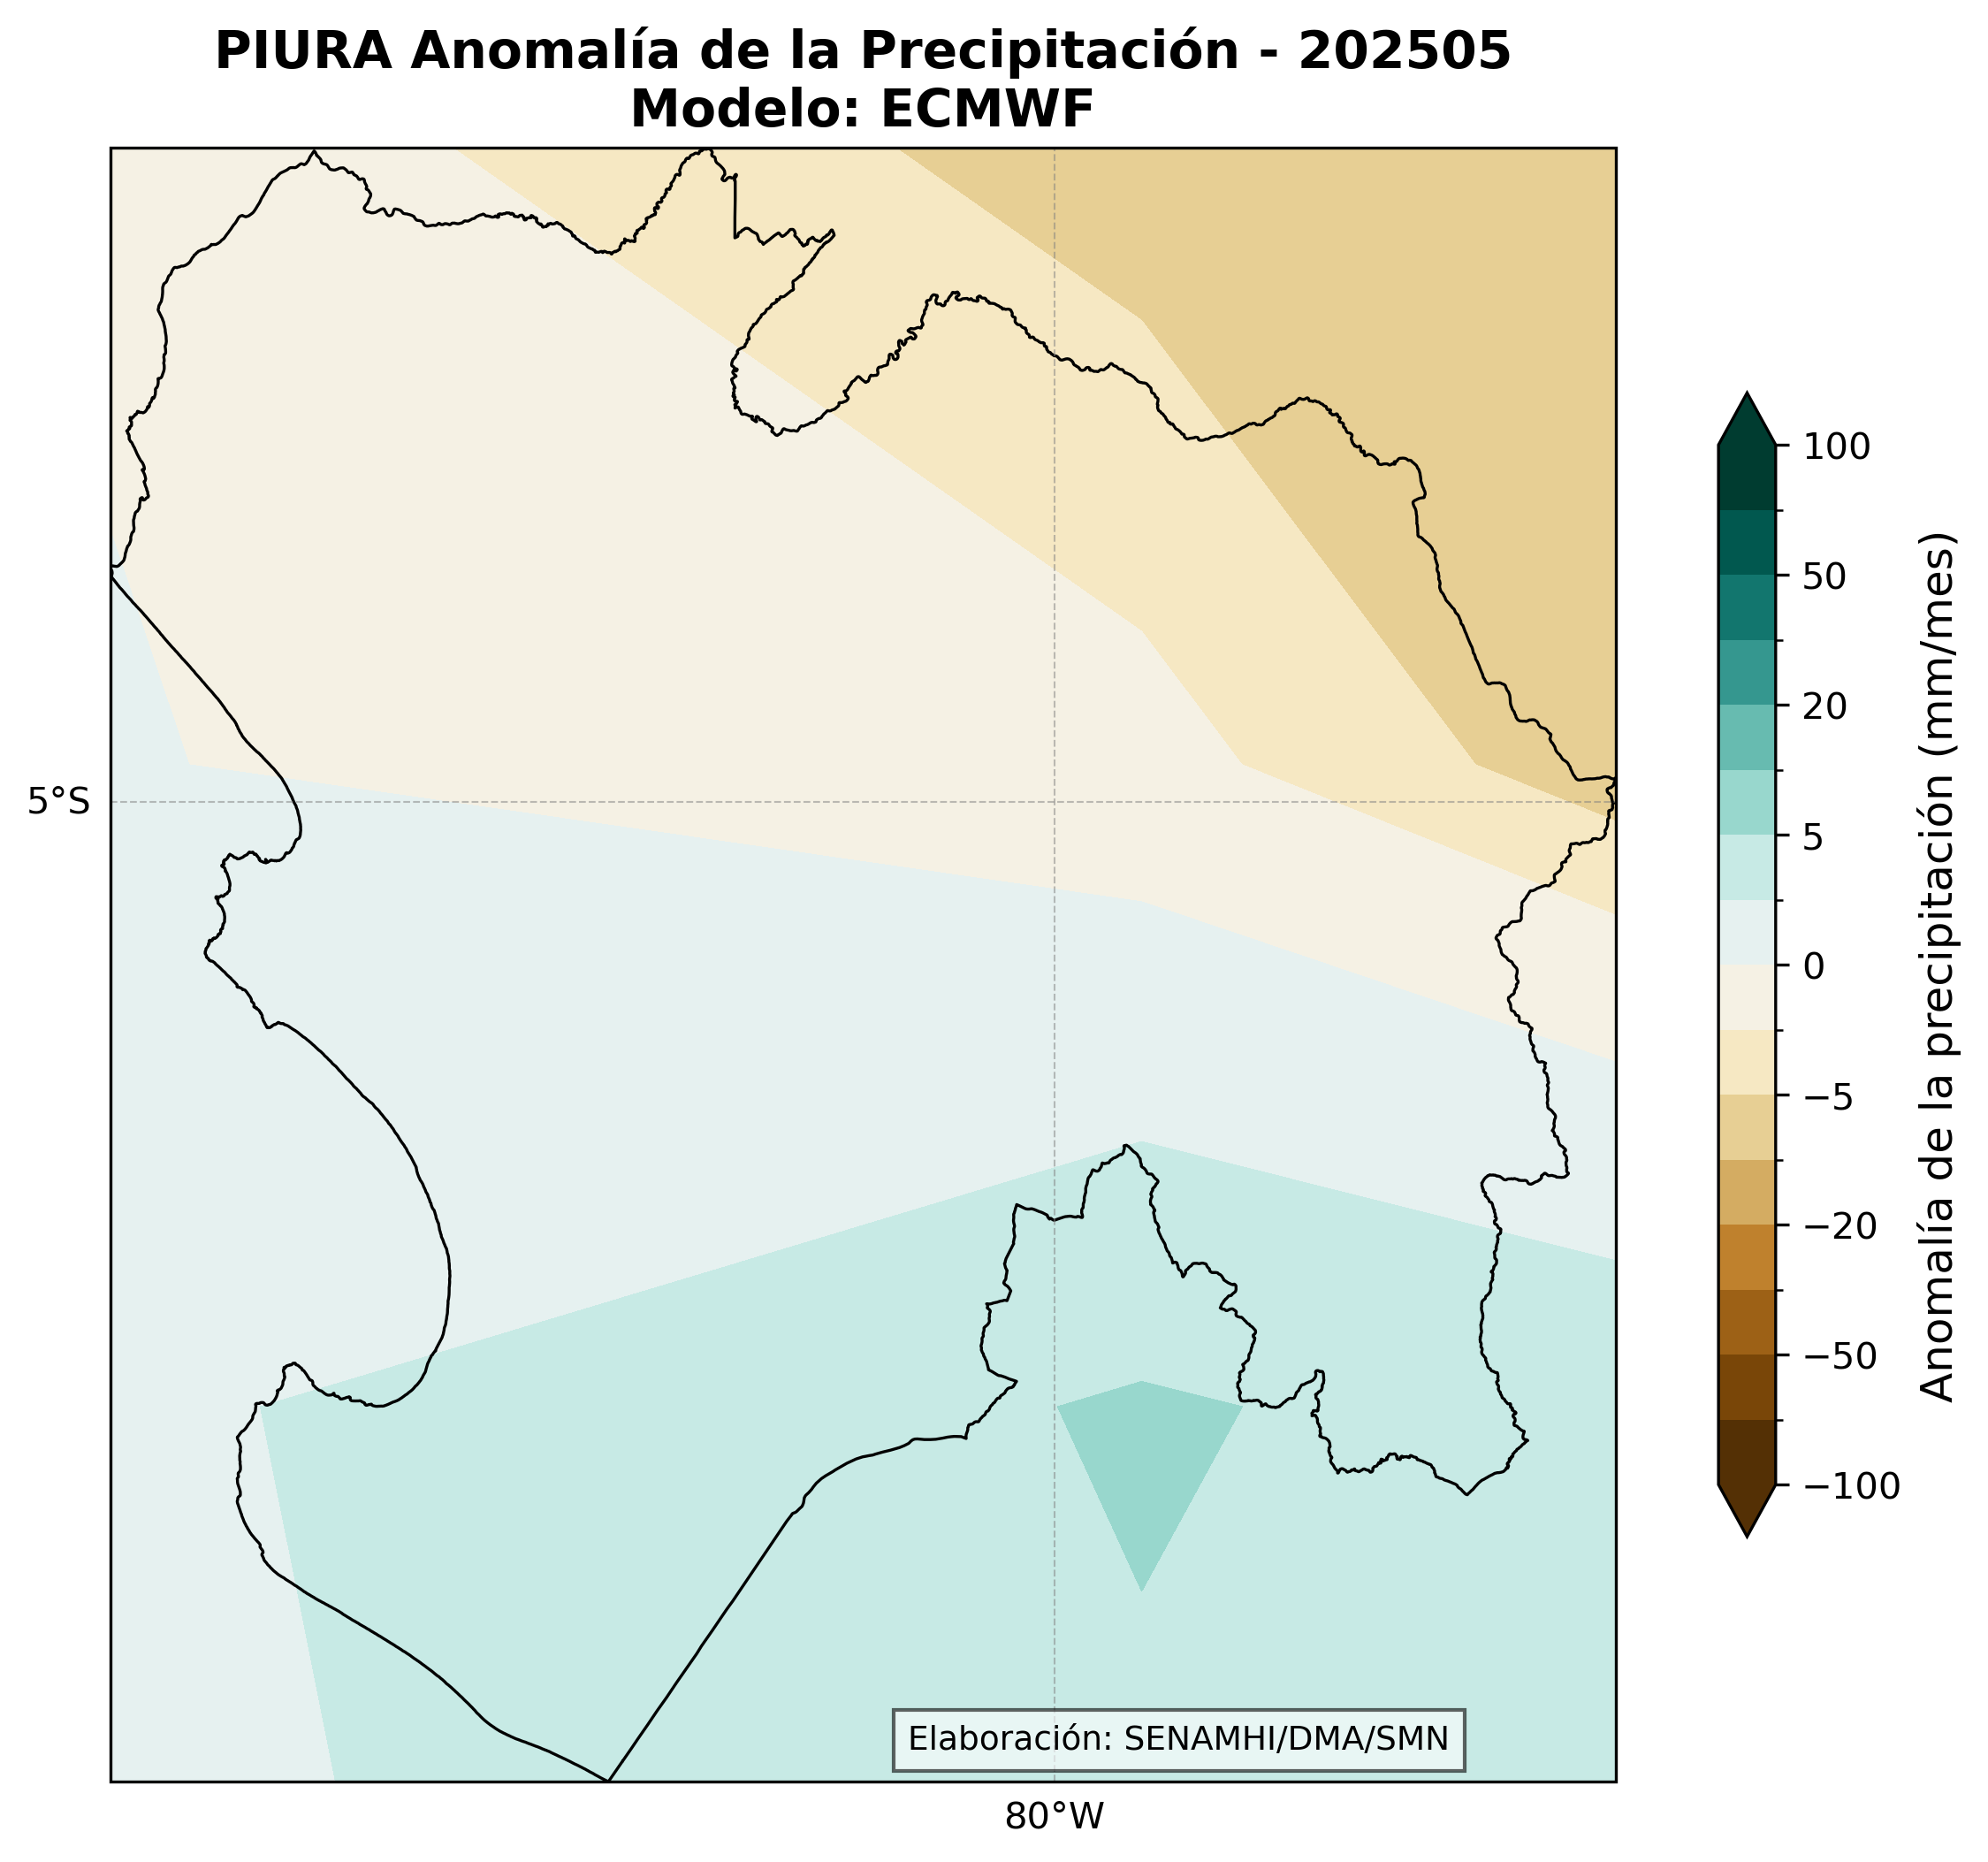 PIURA Anomalía de la Precipitación - 202505
Modelo: ECMWF
100
50
20
5
0
−5
−20
−50
−100
Anomalía de la precipitación (mm/mes)
5°S
80°W
Elaboración: SENAMHI/DMA/SMN